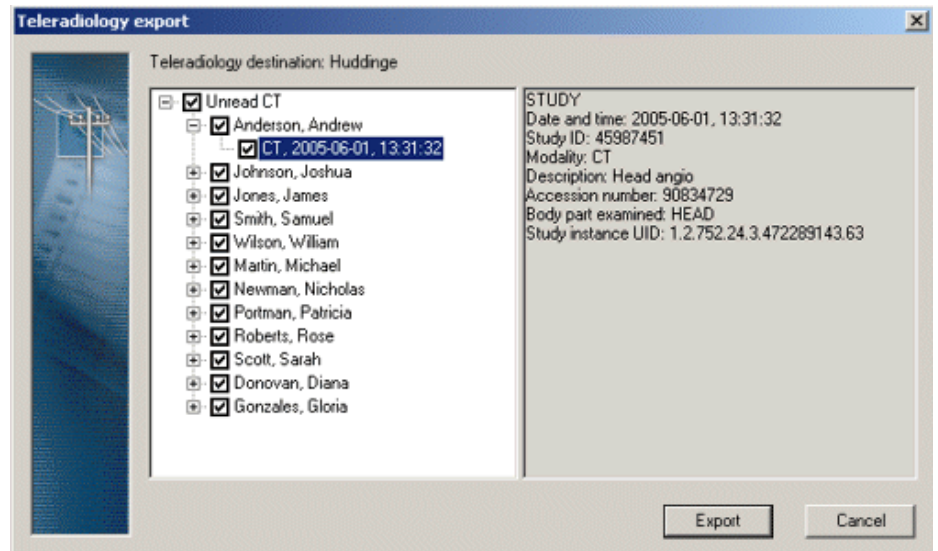 Teleradiology export
Teleradiology destination: Huddinge
Unread CT
Anderson, Andrew
CT, 2005-06-01, 13:31:32
Johnson, Joshua
Jones, James
Smith, Samuel
Wilson, William
Martin, Michael
Newman, Nicholas
Portman, Patricia
Roberts, Rose
Scott, Sarah
Donovan, Diana
Gonzales, Gloria
STUDY
Date and time: 2005-06-01, 13:31:32
Study ID: 45987451
Modality: CT
Description: Head angio
Accession number: 90834729
Body part examined: HEAD
Study instance UID: 1.2.752.24.3.472289143.63
Export
Cancel